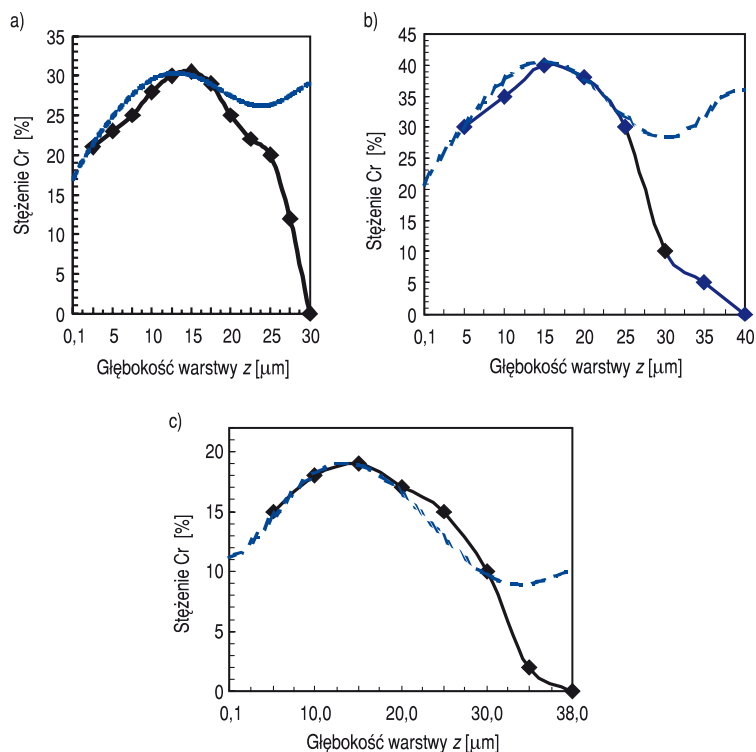 a)
35
30
25
20
15
10
5
0
Stężenie Cr [%]
0,1 5 10 15 20 25 30
Głębokość warstwy z [μm]
b)
45
40
35
30
25
20
15
10
5
0
Stężenie Cr [%]
0,1 5 10 15 20 25 30 35 40
Głębokość warstwy z [μm]
c)
20
15
10
5
0
Stężenie Cr [%]
0,1 10,0 20,0 30,0 38,0
Głębokość warstwy z [μm]